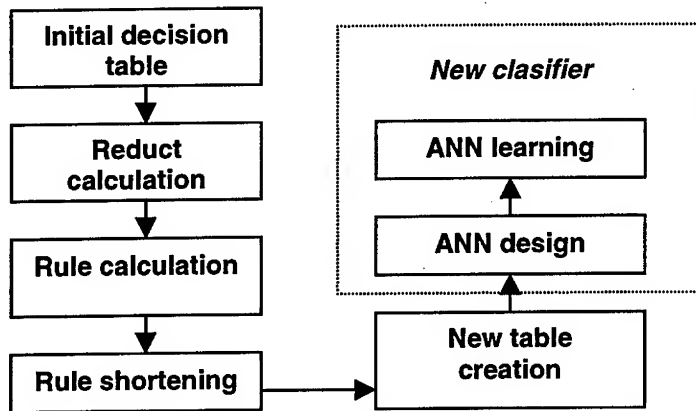 Initial decision
table
Reduct
calculation
Rule calculation
Rule shortening
New table
creation
ANN design
ANN learning
New clasifier